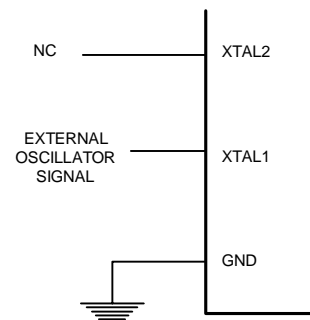 NC
XTAL2
EXTERNAL
OSCILLATOR
SIGNAL
XTAL1
GND